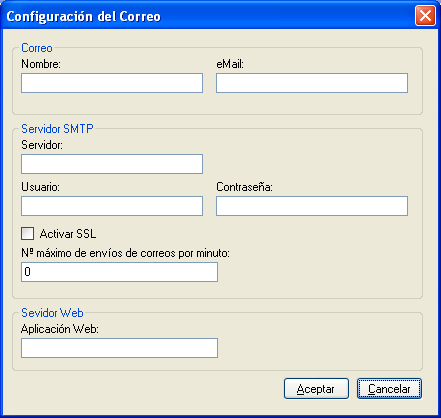 Configuración del Correo
Correo
Nombre: eMail:
Servidor SMTP
Servidor:
Usuario: Contraseña:
Activar SSL
Nº máximo de envíos de correos por minuto:
0
Sevidor Web
Aplicación Web:
Aceptar Cancelar